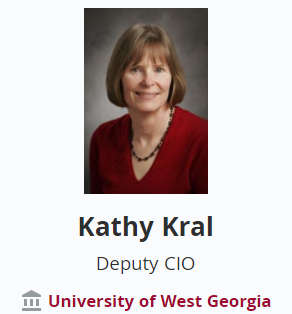 Kathy Kral
Deputy CIO
University of West Georgia